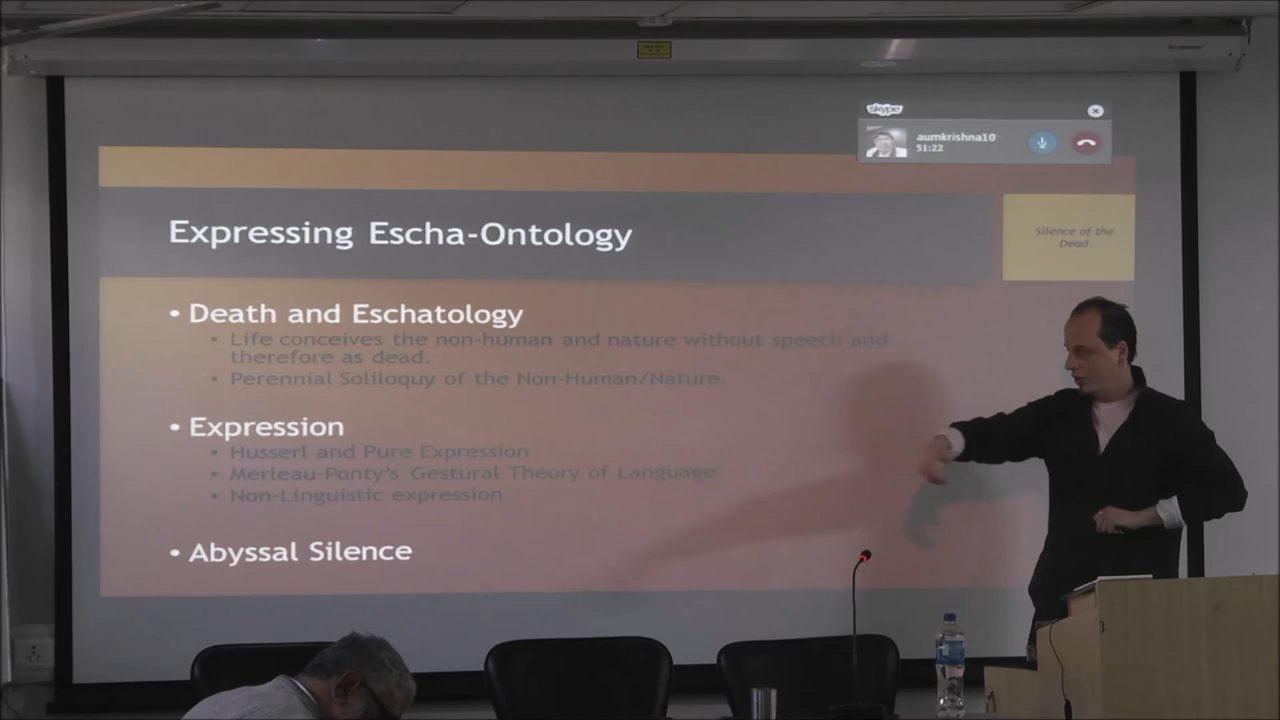 skype
aumkrishna10
51:22
Expressing Escha-Ontology
Silence of the
Dead
• Death and Eschatology
• Life conceives the non-human and nature without speech and
therefore as dead.
• Perennial Soliloquy of the Non-Human/Nature.
• Expression
• Husserl and Pure Expression
• Merleau-Ponty's Gestural Theory of Language
• Non-Linguistic expression
• Abyssal Silence